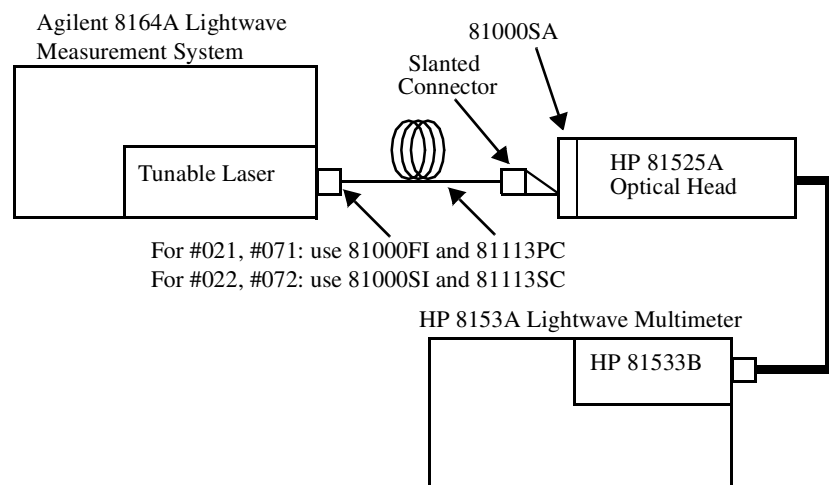 Agilent 8164A Lightwave
Measurement System
81000SA
Slanted
Connector
Tunable Laser
HP 81525A
Optical Head
For #021, #071: use 81000FI and 81113PC
For #022, #072: use 81000SI and 81113SC
HP 8153A Lightwave Multimeter
HP 81533B